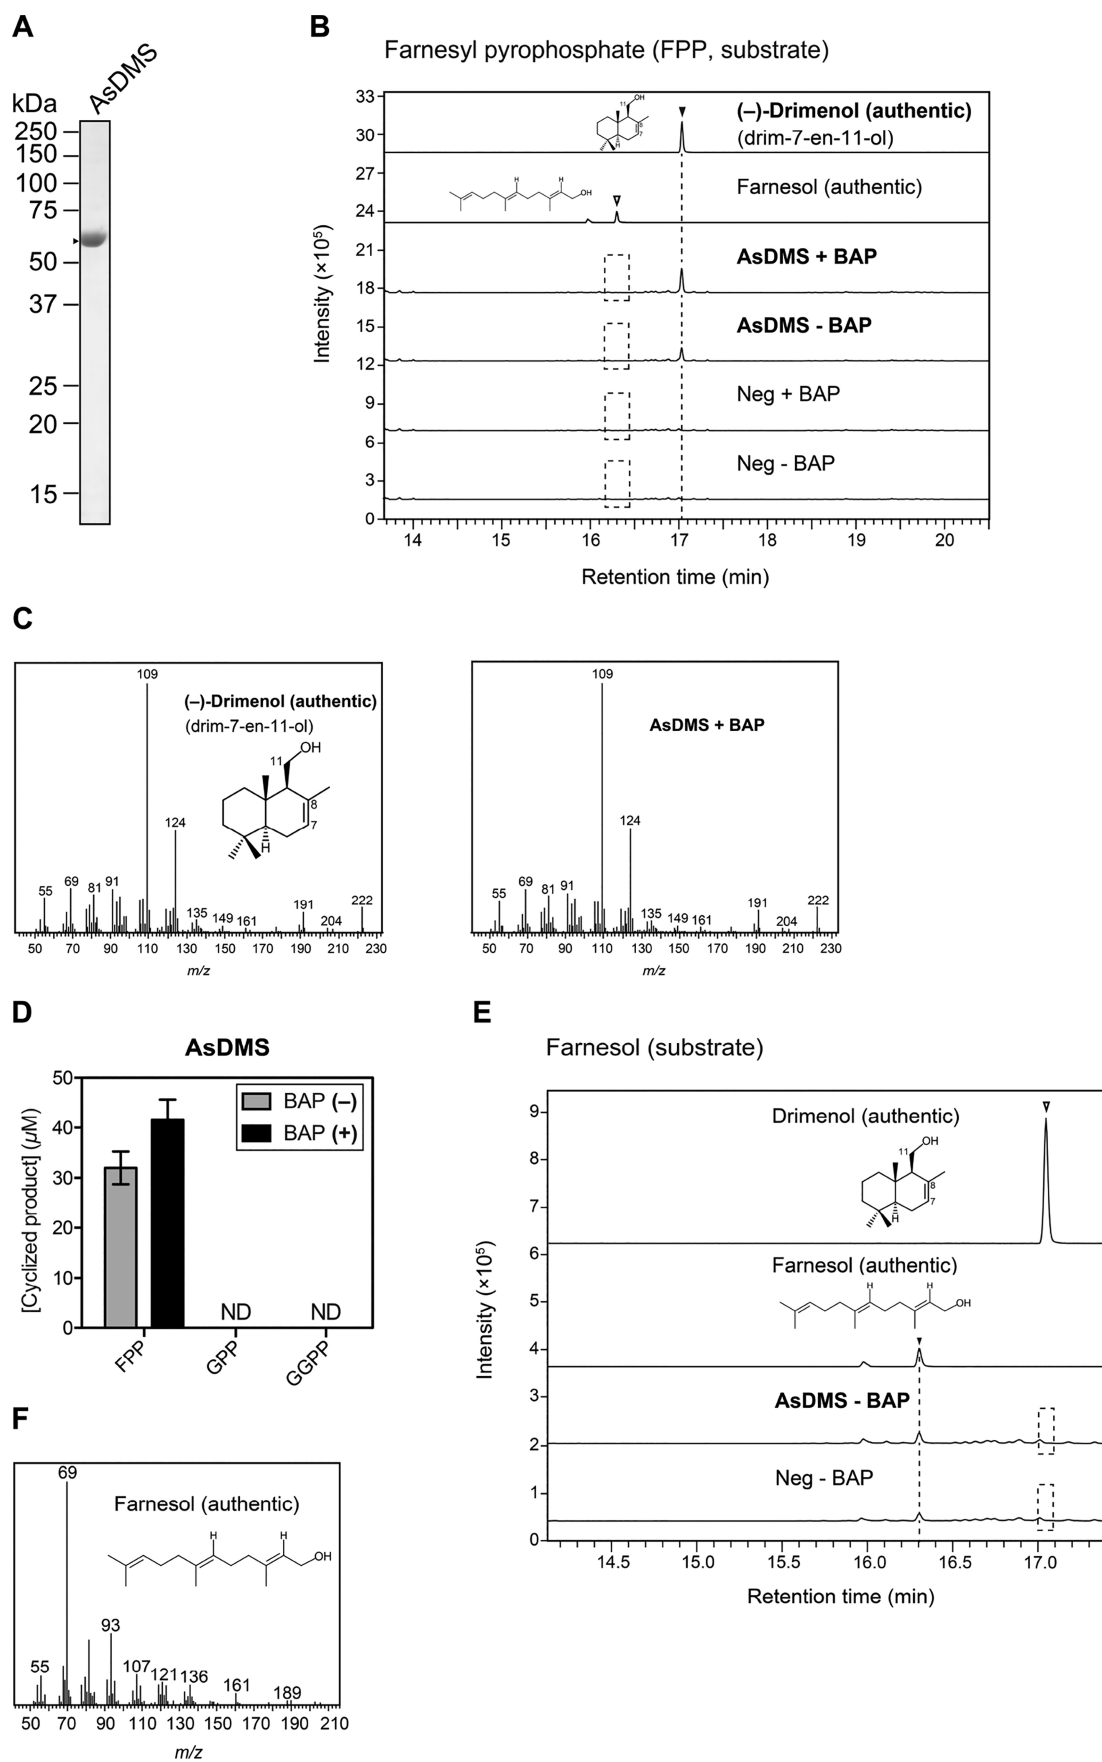 A
AsDMS
kDa
250
150
100
75
50
37
25
20
15
B
Farnesyl pyrophosphate (FPP, substrate)
Intensity (×10⁵)
33
30
27
24
21
18
15
12
9
6
3
0
OH
11
8
7
H
(–)-Drimenol (authentic)
(drim-7-en-11-ol)
H
H
OH
Farnesol (authentic)
AsDMS + BAP
AsDMS - BAP
Neg + BAP
Neg - BAP
14 15 16 17 18 19 20
Retention time (min)
C
109
(–)-Drimenol (authentic)
(drim-7-en-11-ol)
OH
11
8
7
H
124
55 69 81 91 135 149 161 191 204 222
50 70 90 110 130 150 170 190 210 230
m/z
109
AsDMS + BAP
124
55 69 81 91 135 149 161 191 204 222
50 70 90 110 130 150 170 190 210 230
m/z
D
AsDMS
[Cyclized product] (µM)
50
40
30
20
10
0
BAP (–)
BAP (+)
ND
ND
FPP
GPP
GGPP
E
Farnesol (substrate)
Intensity (×10⁵)
9
8
7
6
5
4
3
2
1
0
Drimenol (authentic)
OH
11
8
7
H
Farnesol (authentic)
H
H
OH
AsDMS - BAP
Neg - BAP
14.5 15.0 15.5 16.0 16.5 17.0
Retention time (min)
F
69
Farnesol (authentic)
H
H
OH
55 93 107 121 136 161 189
50 70 90 110 130 150 170 190 210
m/z